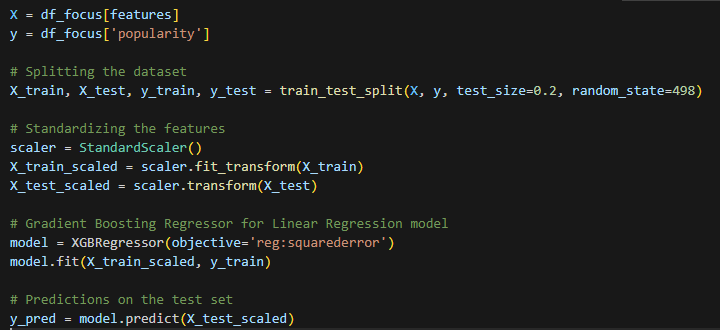 X = df_focus[features]
y = df_focus['popularity']
# Splitting the dataset
X_train, X_test, y_train, y_test = train_test_split(X, y, test_size=0.2, random_state=498)
# Standardizing the features
scaler = StandardScaler()
X_train_scaled = scaler.fit_transform(X_train)
X_test_scaled = scaler.transform(X_test)
# Gradient Boosting Regressor for Linear Regression model
model = XGBRegressor(objective='reg:squarederror')
model.fit(X_train_scaled, y_train)
# Predictions on the test set
y_pred = model.predict(X_test_scaled)